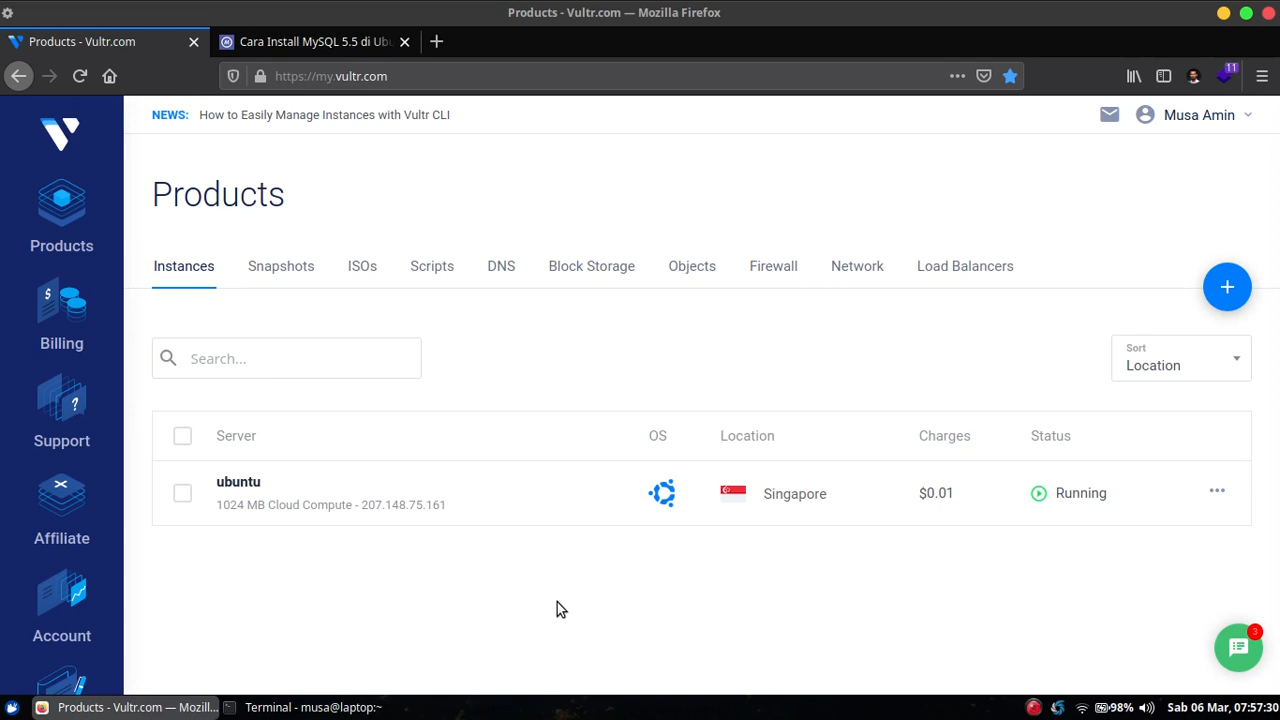 Products - Vultr.com — Mozilla Firefox
Products - Vultr.com
Cara Install MySQL 5.5 di Ubu
https://my.vultr.com
11
NEWS: How to Easily Manage Instances with Vultr CLI
Musa Amin
Products
Billing
Support
Affiliate
Account
Products
Instances
Snapshots
ISOs
Scripts
DNS
Block Storage
Objects
Firewall
Network
Load Balancers
+
Search...
Sort
Location
Server
OS
Location
Charges
Status
ubuntu
1024 MB Cloud Compute - 207.148.75.161
Singapore
$0.01
Running
3
Products - Vultr.com — Mozill...
Terminal - musa@laptop:~
98%
Sab 06 Mar, 07:57:30